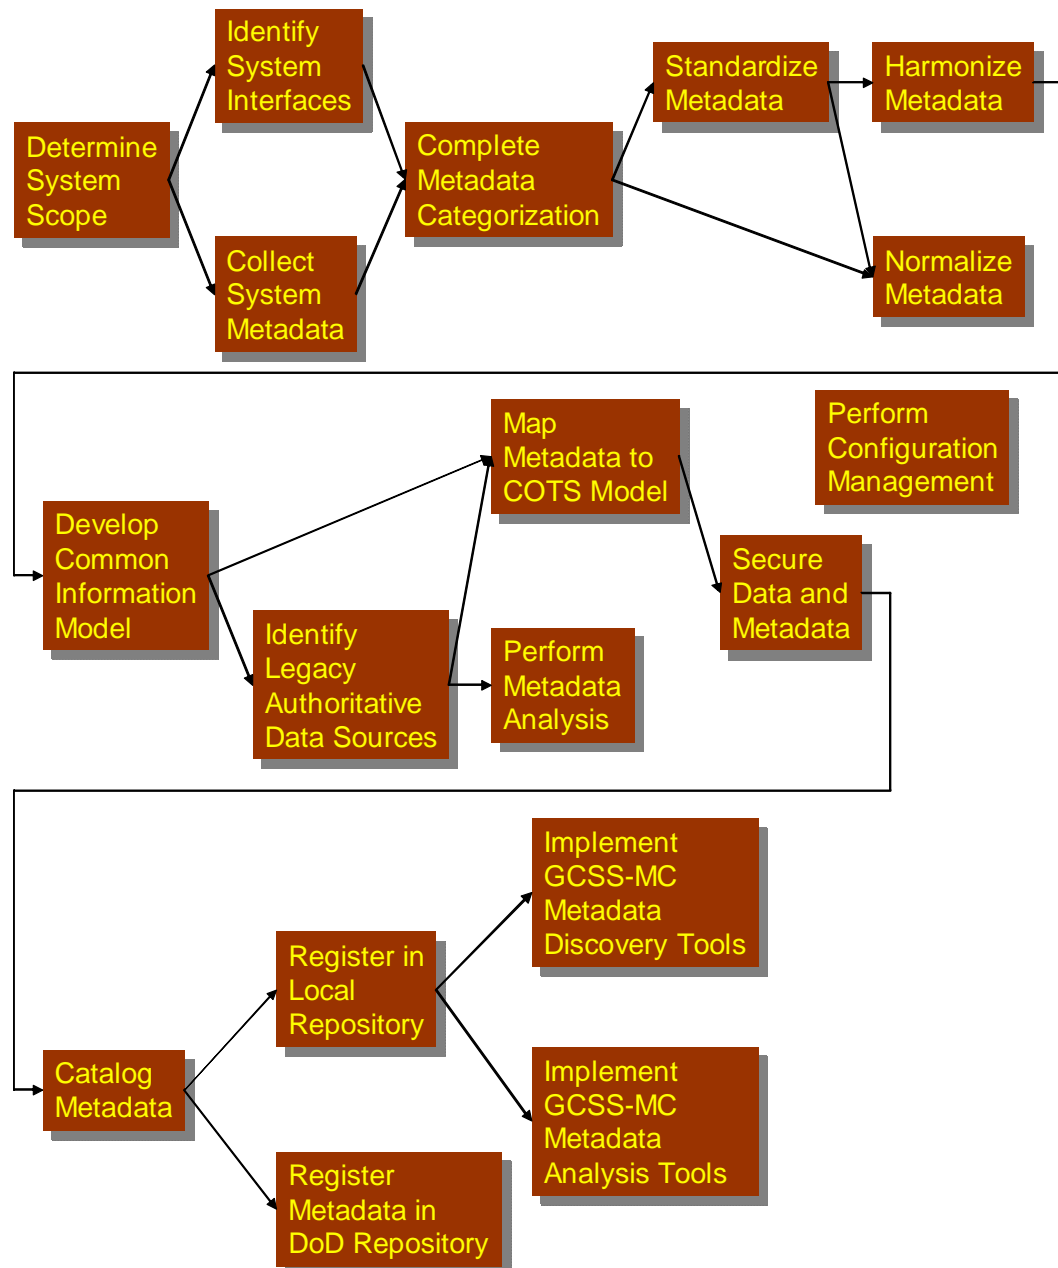 Determine
System
Scope
Identify
System
Interfaces
Collect
System
Metadata
Complete
Metadata
Categorization
Standardize
Metadata
Harmonize
Metadata
Normalize
Metadata
Develop
Common
Information
Model
Identify
Legacy
Authoritative
Data Sources
Map
Metadata to
COTS Model
Perform
Metadata
Analysis
Secure
Data and
Metadata
Perform
Configuration
Management
Catalog
Metadata
Register in
Local
Repository
Register
Metadata in
DoD Repository
Implement
GCSS-MC
Metadata
Discovery Tools
Implement
GCSS-MC
Metadata
Analysis Tools